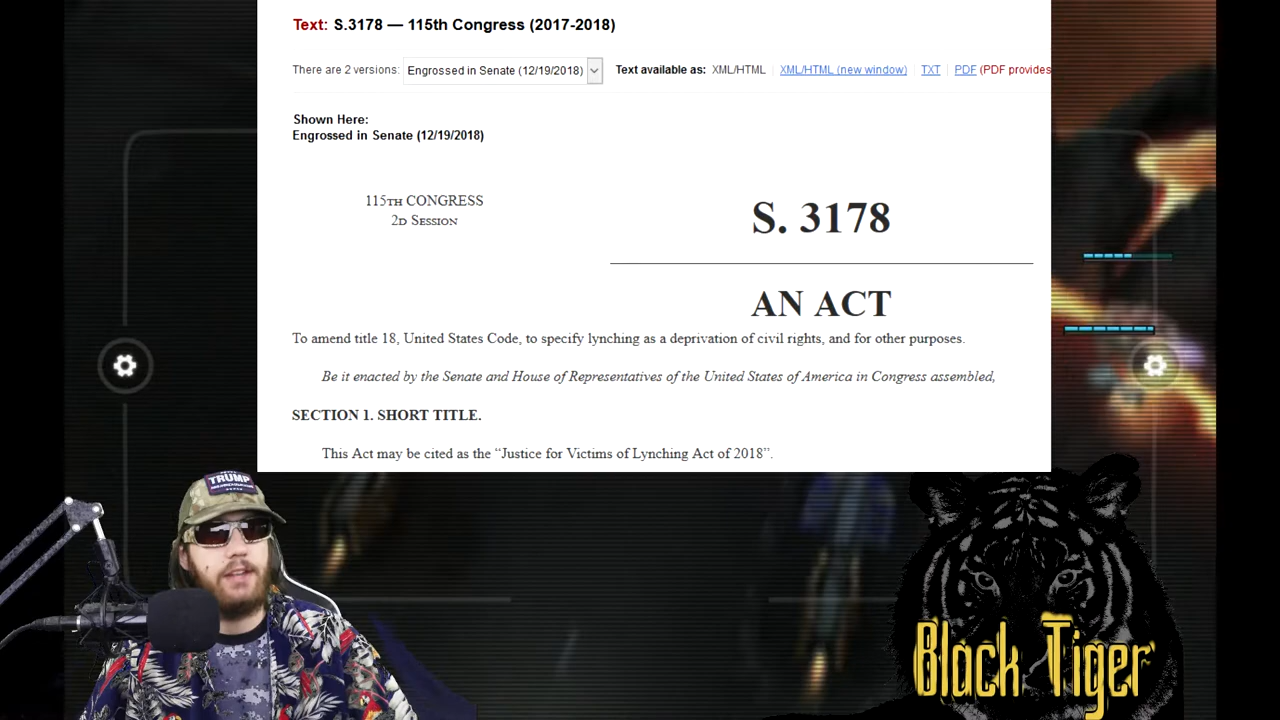 Text: S.3178 — 115th Congress (2017-2018)
There are 2 versions: Engrossed in Senate (12/19/2018) Text available as: XML/HTML XML/HTML (new window) TXT PDF (PDF provides
Shown Here:
Engrossed in Senate (12/19/2018)
115TH CONGRESS
2D SESSION
S. 3178
AN ACT
To amend title 18, United States Code, to specify lynching as a deprivation of civil rights, and for other purposes.
Be it enacted by the Senate and House of Representatives of the United States of America in Congress assembled,
SECTION 1. SHORT TITLE.
This Act may be cited as the “Justice for Victims of Lynching Act of 2018”.
TRUMP
Black Tiger